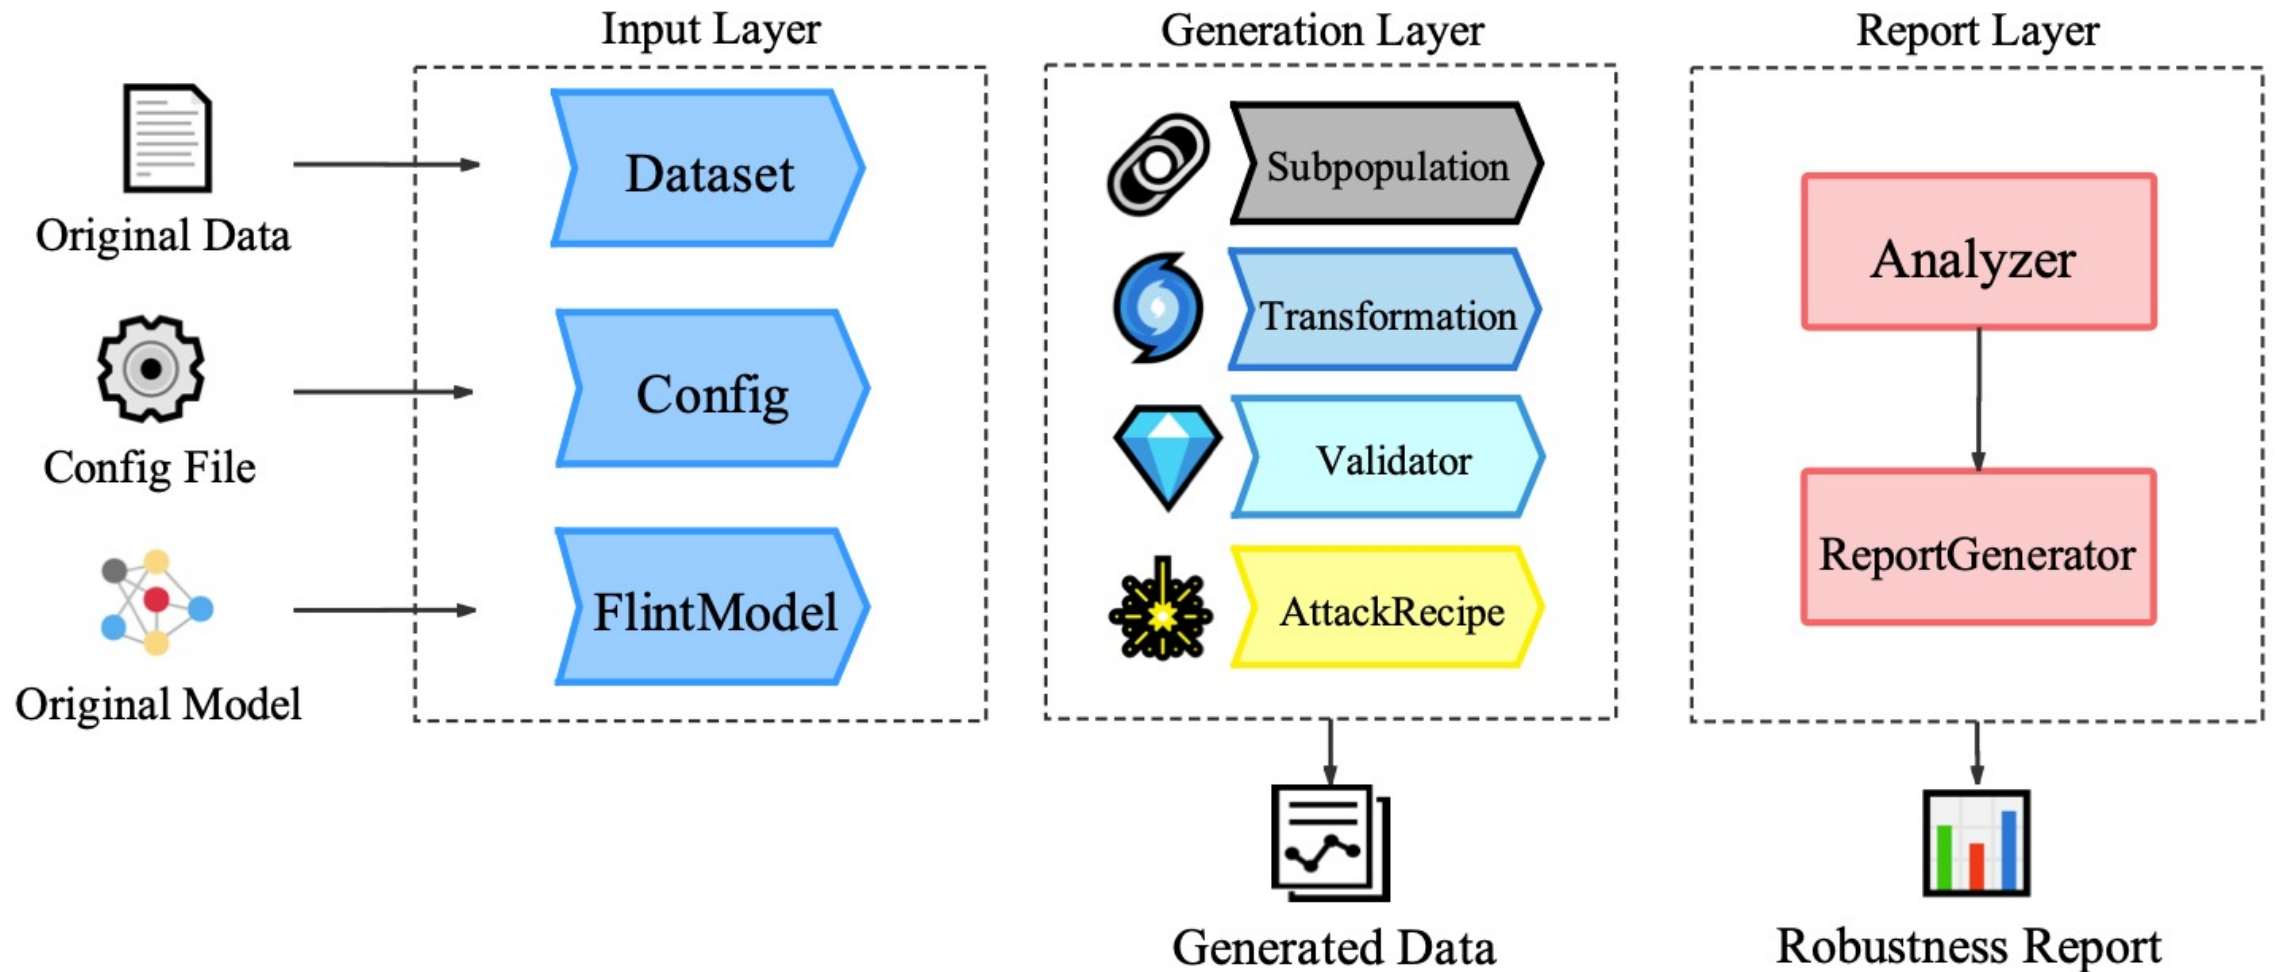 Input Layer
Generation Layer
Report Layer
Original Data
Config File
Original Model
Dataset
Config
FlintModel
Subpopulation
Transformation
Validator
AttackRecipe
Analyzer
ReportGenerator
Generated Data
Robustness Report